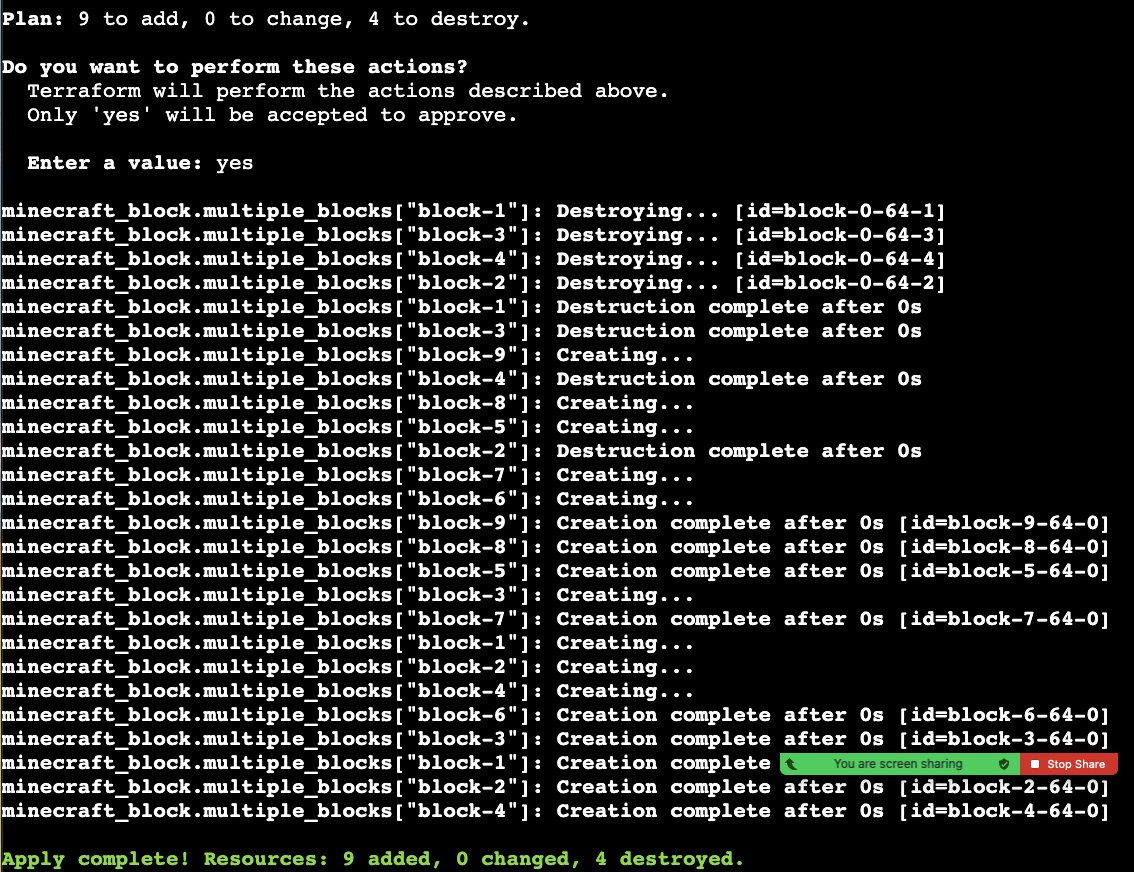 Plan: 9 to add, 0 to change, 4 to destroy.
Do you want to perform these actions?
Terraform will perform the actions described above.
Only 'yes' will be accepted to approve.
Enter a value: yes
minecraft_block.multiple_blocks["block-1"]: Destroying... [id=block-0-64-1]
minecraft_block.multiple_blocks["block-3"]: Destroying... [id=block-0-64-3]
minecraft_block.multiple_blocks["block-4"]: Destroying... [id=block-0-64-4]
minecraft_block.multiple_blocks["block-2"]: Destroying... [id=block-0-64-2]
minecraft_block.multiple_blocks["block-1"]: Destruction complete after 0s
minecraft_block.multiple_blocks["block-3"]: Destruction complete after 0s
minecraft_block.multiple_blocks["block-9"]: Creating...
minecraft_block.multiple_blocks["block-4"]: Destruction complete after 0s
minecraft_block.multiple_blocks["block-8"]: Creating...
minecraft_block.multiple_blocks["block-5"]: Creating...
minecraft_block.multiple_blocks["block-2"]: Destruction complete after 0s
minecraft_block.multiple_blocks["block-7"]: Creating...
minecraft_block.multiple_blocks["block-6"]: Creating...
minecraft_block.multiple_blocks["block-9"]: Creation complete after 0s [id=block-9-64-0]
minecraft_block.multiple_blocks["block-8"]: Creation complete after 0s [id=block-8-64-0]
minecraft_block.multiple_blocks["block-5"]: Creation complete after 0s [id=block-5-64-0]
minecraft_block.multiple_blocks["block-3"]: Creating...
minecraft_block.multiple_blocks["block-7"]: Creation complete after 0s [id=block-7-64-0]
minecraft_block.multiple_blocks["block-1"]: Creating...
minecraft_block.multiple_blocks["block-2"]: Creating...
minecraft_block.multiple_blocks["block-4"]: Creating...
minecraft_block.multiple_blocks["block-6"]: Creation complete after 0s [id=block-6-64-0]
minecraft_block.multiple_blocks["block-3"]: Creation complete after 0s [id=block-3-64-0]
minecraft_block.multiple_blocks["block-1"]: Creation complete You are screen sharing Stop Share
minecraft_block.multiple_blocks["block-2"]: Creation complete after 0s [id=block-2-64-0]
minecraft_block.multiple_blocks["block-4"]: Creation complete after 0s [id=block-4-64-0]
Apply complete! Resources: 9 added, 0 changed, 4 destroyed.